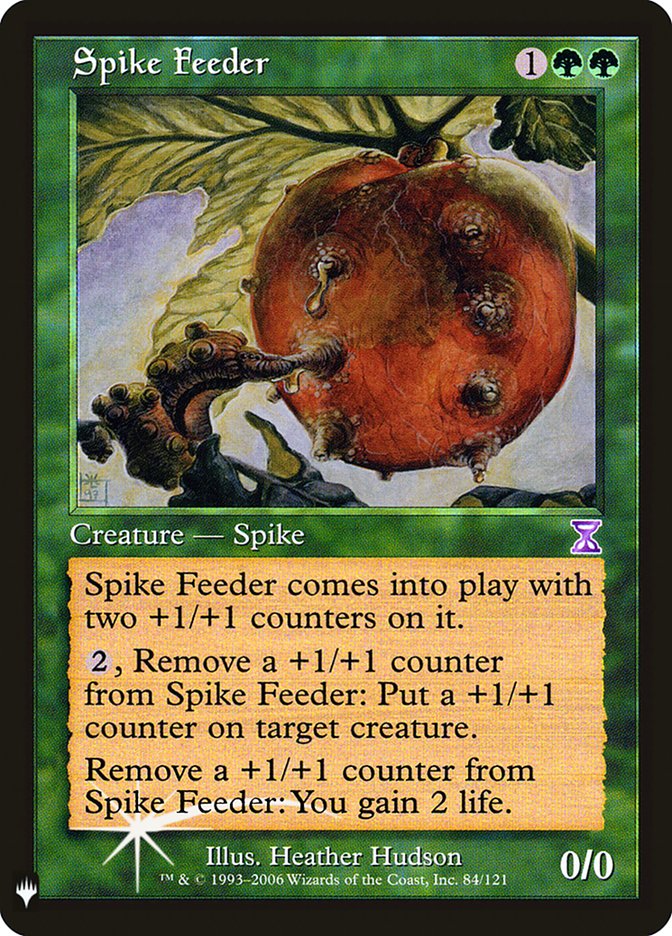 Spike Feeder 1
Creature — Spike
Spike Feeder comes into play with
two +1/+1 counters on it.
2, Remove a +1/+1 counter
from Spike Feeder: Put a +1/+1
counter on target creature.
Remove a +1/+1 counter from
Spike Feeder: You gain 2 life.
Illus. Heather Hudson
0/0
™ & © 1993–2006 Wizards of the Coast, Inc. 84/121